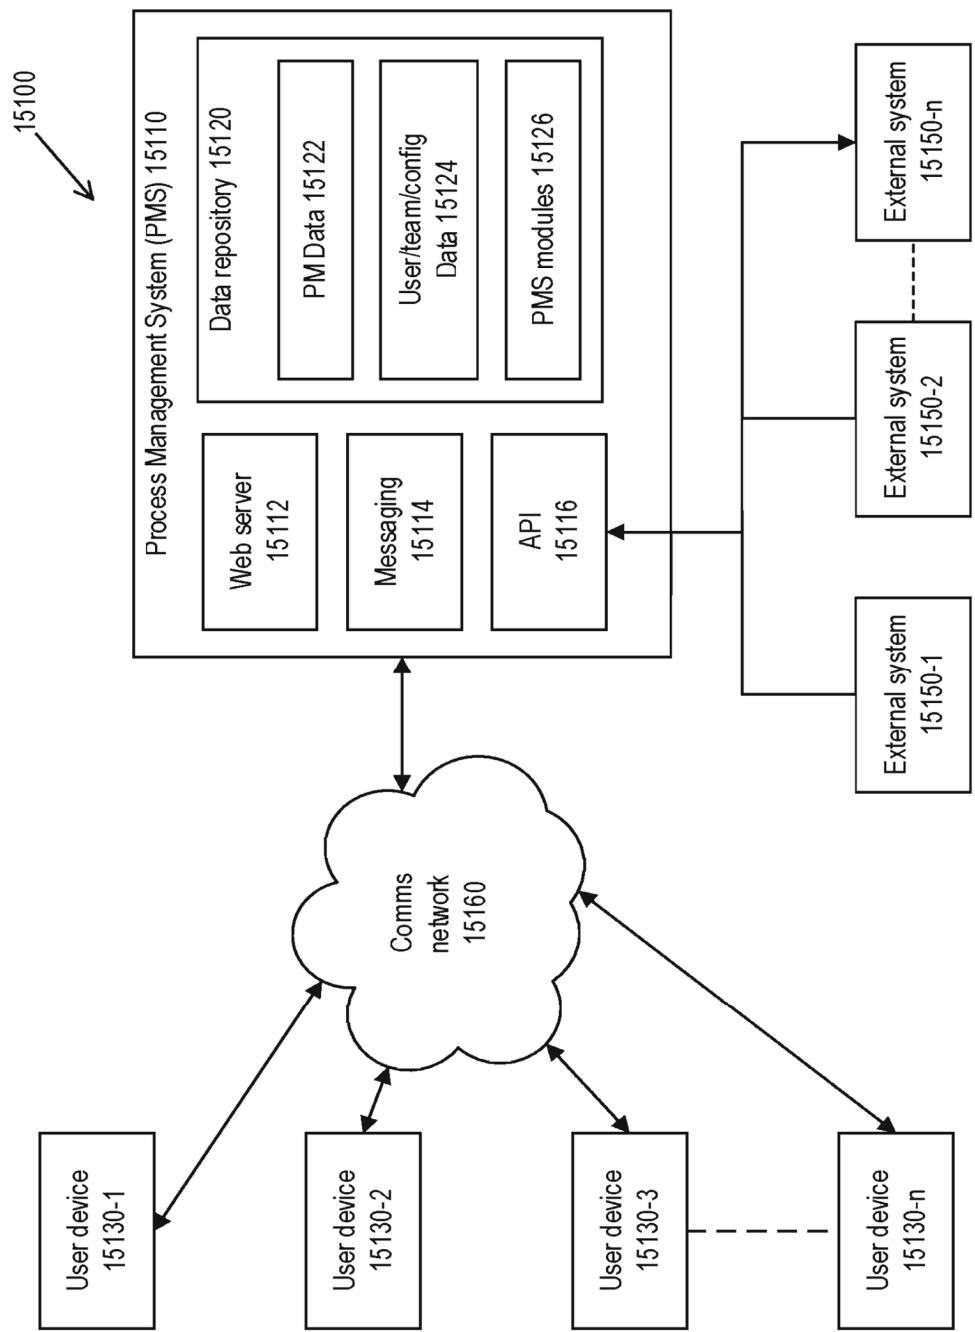 15100
Process Management System (PMS) 15110
Data repository 15120
PM Data 15122
User/team/config
Data 15124
PMS modules 15126
Web server
15112
Messaging
15114
API
15116
Comms
network
15160
User device
15130-1
User device
15130-2
User device
15130-3
User device
15130-n
External system
15150-1
External system
15150-2
External system
15150-n